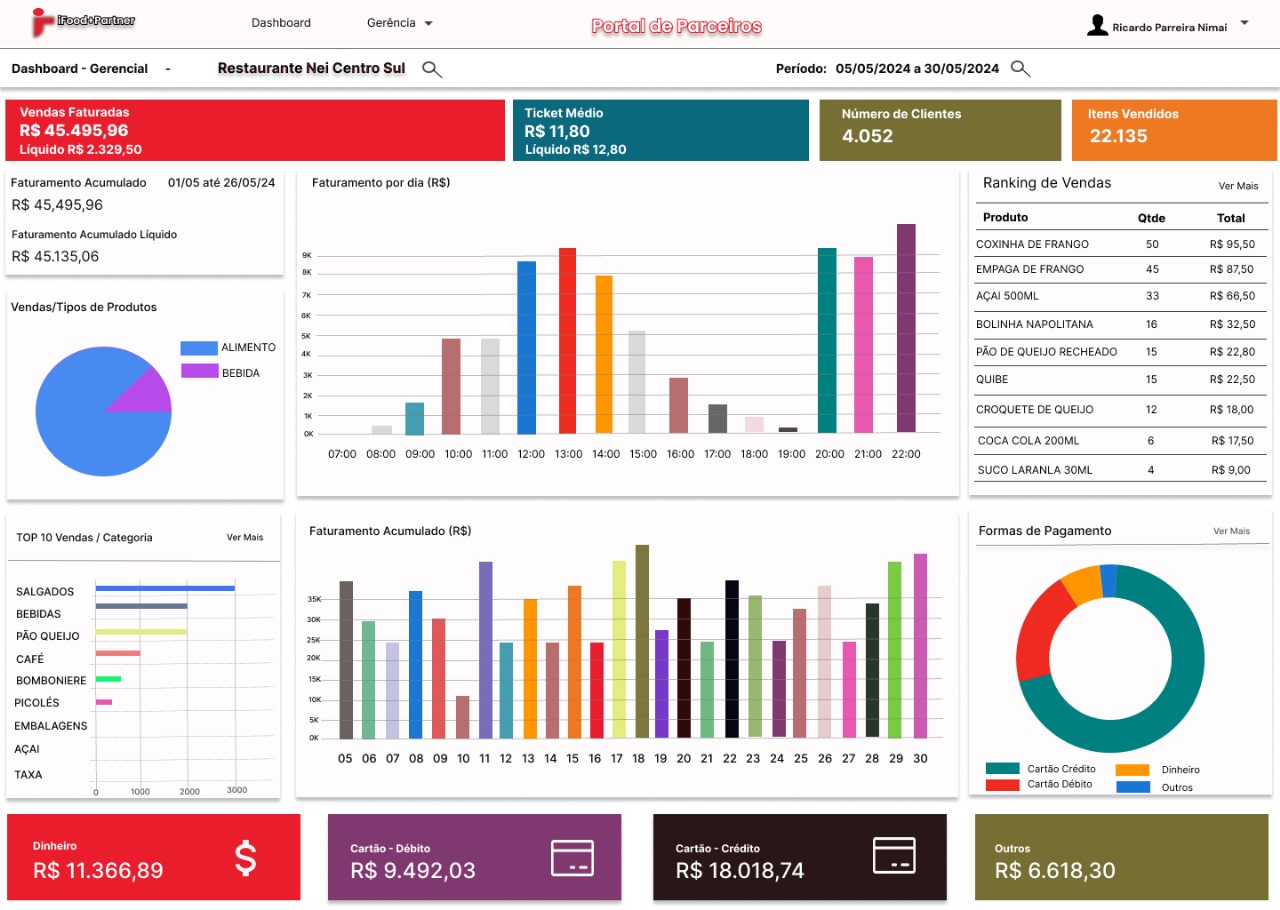 iFood+Partner
Dashboard
Gerência
Portal de Parceiros
Ricardo Parreira Nimai
Dashboard - Gerencial -
Restaurante Nei Centro Sul
Período: 05/05/2024 a 30/05/2024
Vendas Faturadas
R$ 45.495,96
Líquido R$ 2.329,50
Ticket Médio
R$ 11,80
Líquido R$ 12,80
Número de Clientes
4.052
Itens Vendidos
22.135
Faturamento Acumulado 01/05 até 26/05/24
R$ 45,495,96
Faturamento Acumulado Líquido
R$ 45.135,06
Vendas/Tipos de Produtos
ALIMENTO
BEBIDA
Faturamento por dia (R$)
9K
8K
7K
6K
5K
4K
3K
2K
1K
0K
07:00 08:00 09:00 10:00 11:00 12:00 13:00 14:00 15:00 16:00 17:00 18:00 19:00 20:00 21:00 22:00
Ranking de Vendas Ver Mais
Produto Qtde Total
COXINHA DE FRANGO 50 R$ 95,50
EMPAGA DE FRANGO 45 R$ 87,50
AÇAI 500ML 33 R$ 66,50
BOLINHA NAPOLITANA 16 R$ 32,50
PÃO DE QUEIJO RECHEADO 15 R$ 22,80
QUIBE 15 R$ 22,50
CROQUETE DE QUEIJO 12 R$ 18,00
COCA COLA 200ML 6 R$ 17,50
SUCO LARANLA 30ML 4 R$ 9,00
TOP 10 Vendas / Categoria Ver Mais
SALGADOS
BEBIDAS
PÃO QUEIJO
CAFÉ
BOMBONIERE
PICOLÉS
EMBALAGENS
AÇAI
TAXA
0 1000 2000 3000
Faturamento Acumulado (R$)
35K
30K
25K
20K
15K
10K
5K
0K
05 06 07 08 09 10 11 12 13 14 15 16 17 18 19 20 21 22 23 24 25 26 27 28 29 30
Formas de Pagamento Ver Mais
Cartão Crédito Dinheiro
Cartão Débito Outros
Dinheiro
R$ 11.366,89
$
Cartão - Débito
R$ 9.492,03
Cartão - Crédito
R$ 18.018,74
Outros
R$ 6.618,30